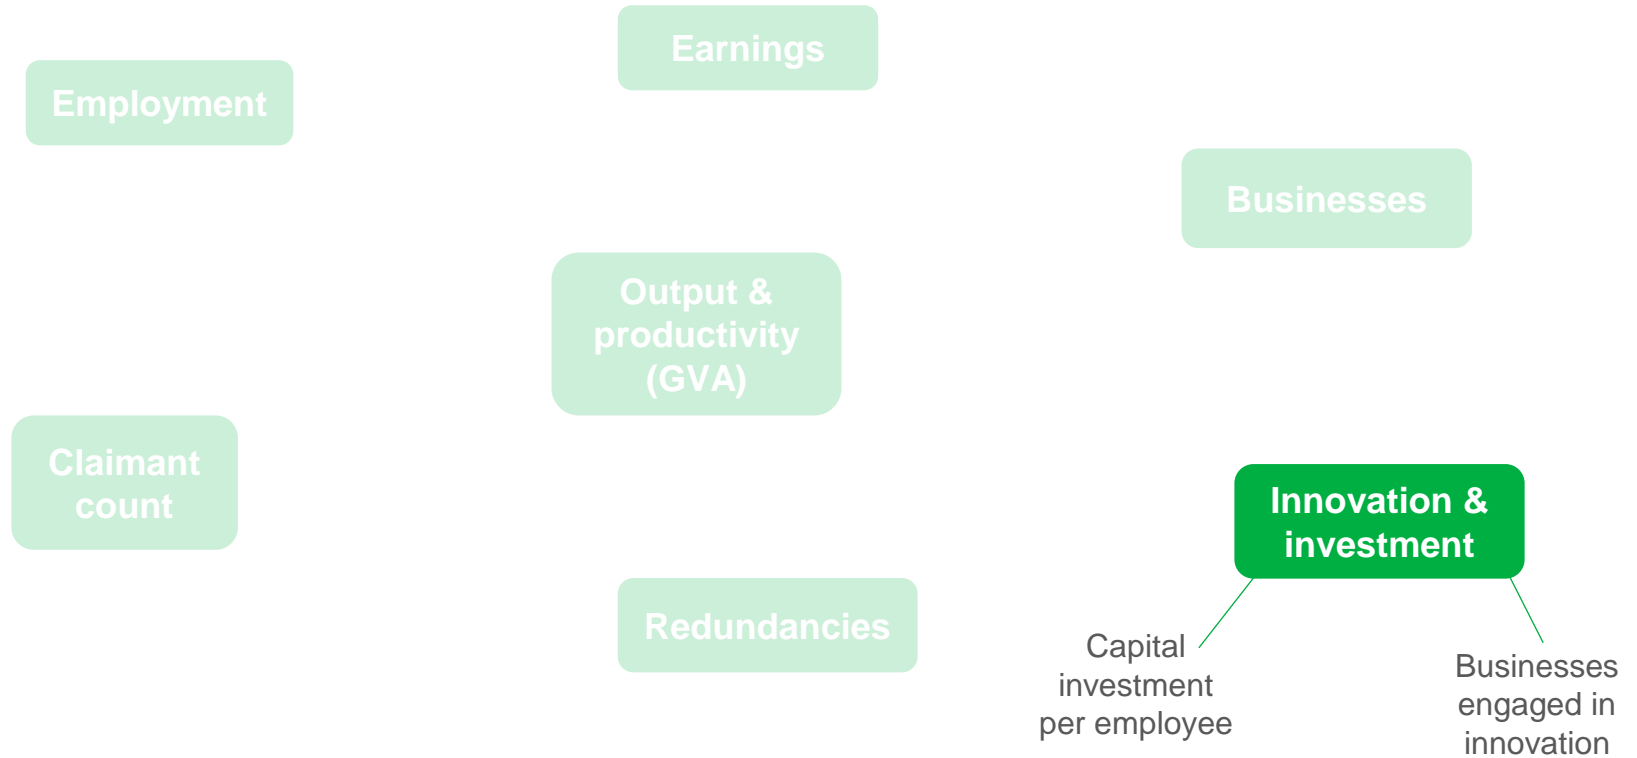 Earnings
Employment
Businesses
Output &
productivity
(GVA)
Claimant
count
Innovation &
investment
Redundancies
Capital
investment
per employee
Businesses
engaged in
innovation